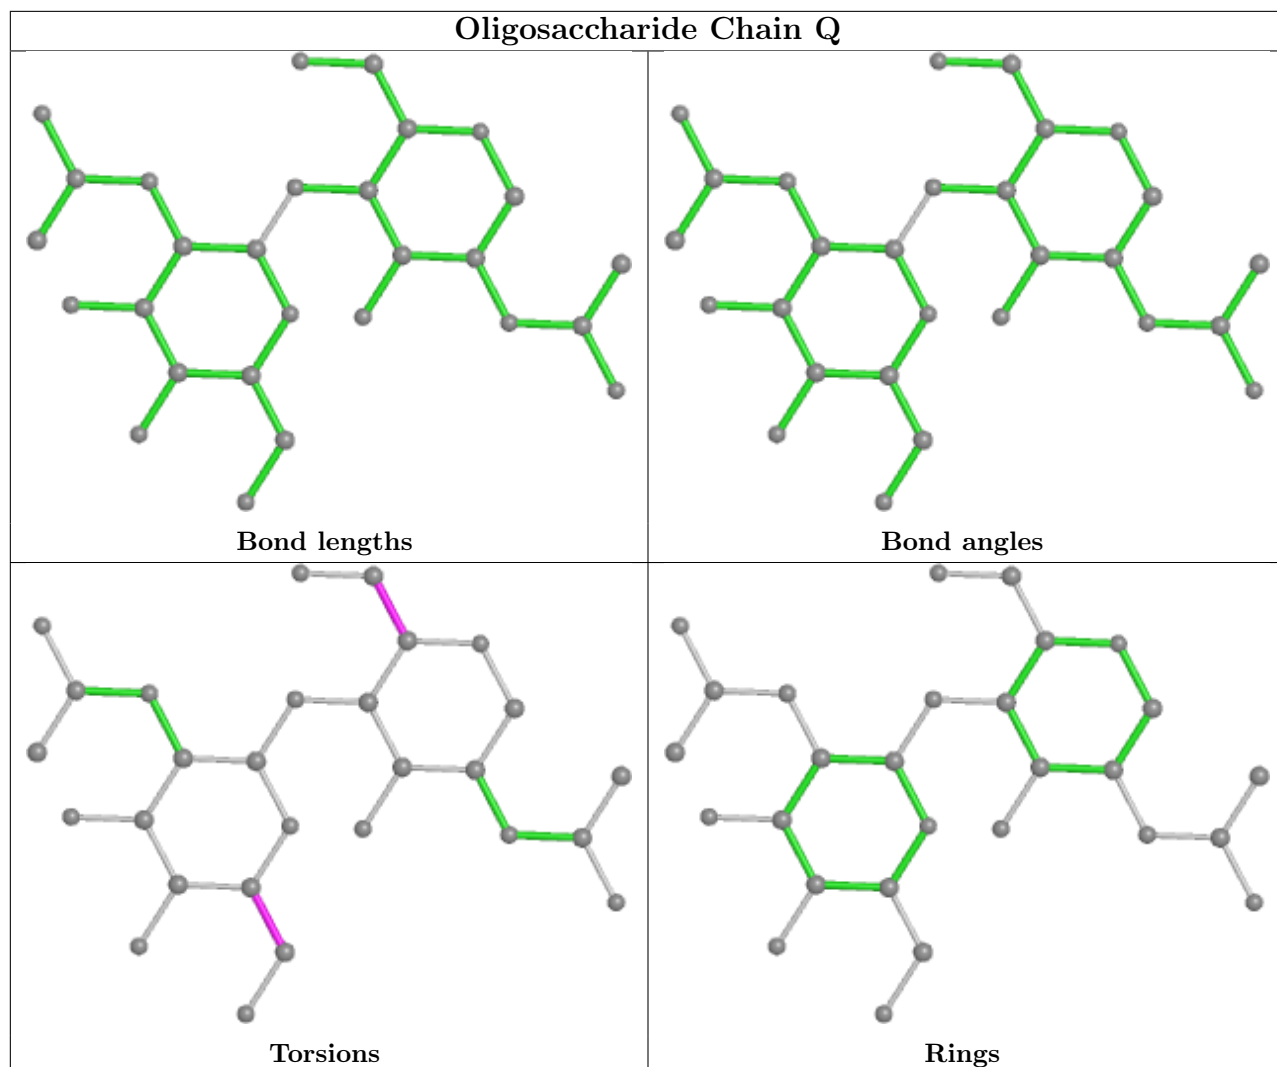 Oligosaccharide Chain Q
Bond lengths
Bond angles
Torsions
Rings